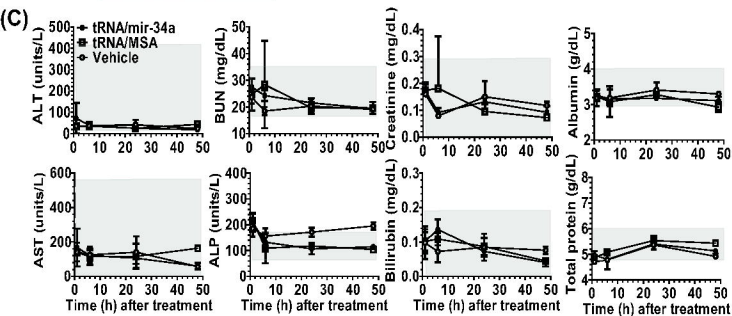 (C)
tRNA/mir-34a
tRNA/MSA
Vehicle
ALT (units/L)
500
400
300
200
100
0
0 10 20 30 40 50
BUN (mg/dL)
50
40
30
20
10
0 10 20 30 40 50
Creatinine (mg/dL)
0.4
0.3
0.2
0.1
0.0
0 10 20 30 40 50
Albumin (g/dL)
5
4
3
2
0 10 20 30 40 50
AST (units/L)
600
400
200
0
0 10 20 30 40 50
Time (h) after treatment
ALP (units/L)
400
300
200
100
0
0 10 20 30 40 50
Time (h) after treatment
Bilirubin (mg/dL)
0.3
0.2
0.1
0.0
0 10 20 30 40 50
Time (h) after treatment
Total protein (g/dL)
8
7
6
5
4
0 10 20 30 40 50
Time (h) after treatment